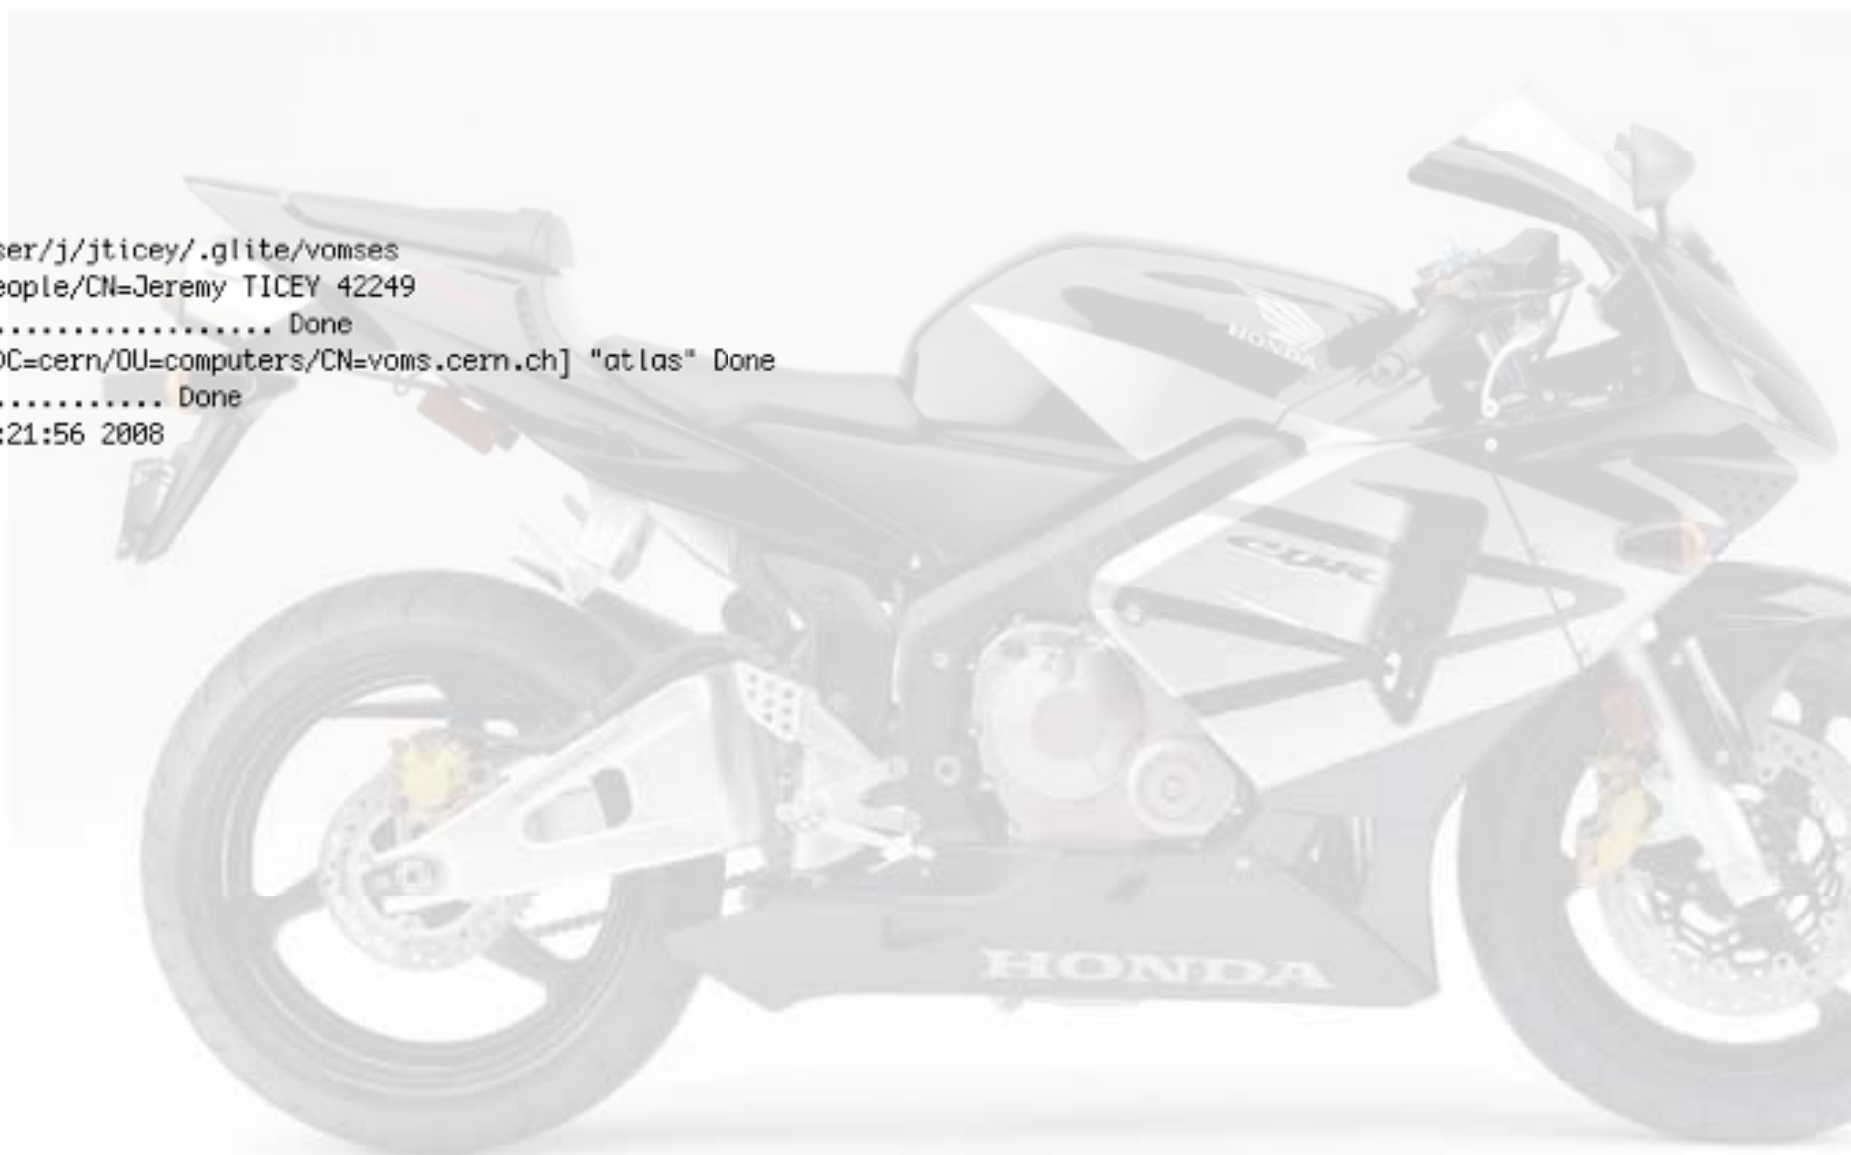 ser/j/jticey/.glite/vomses
eople/CN=Jeremy TICEY 42249
.................. Done
DC=cern/OU=computers/CN=voms.cern.ch] "atlas" Done
........... Done
:21:56 2008
HONDA
CBR
HONDA